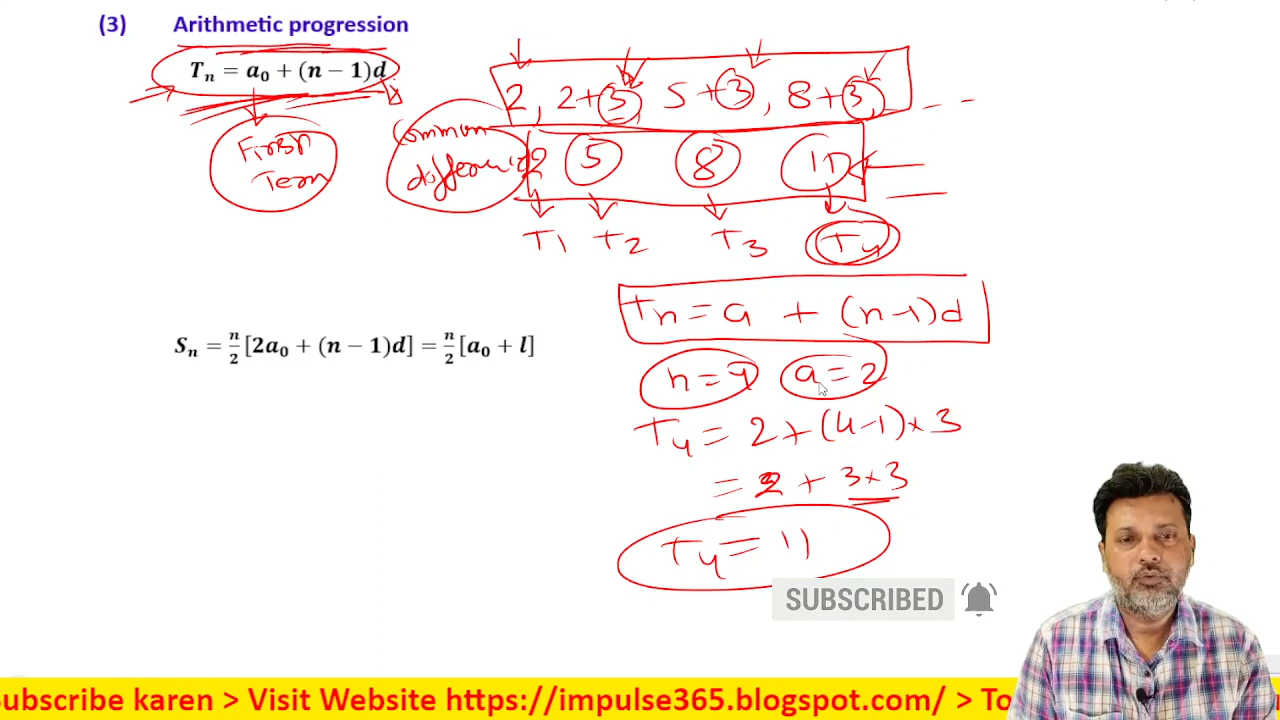 (3) Arithmetic progression
Tₙ = a₀ + (n − 1)d
2, 2+3, 5+3, 8+3, - -
First
Term
Common
difference
2 5 8 11
T1 T2 T3 T4
Tn = a + (n-1)d
Sₙ = n/2 [2a₀ + (n − 1)d] = n/2 [a₀ + l]
n = 4 a = 2
T4 = 2 + (4-1) × 3
= 2 + 3×3
T4 = 11
SUBSCRIBED
ubscribe karen > Visit Website https://impulse365.blogspot.com/ > To